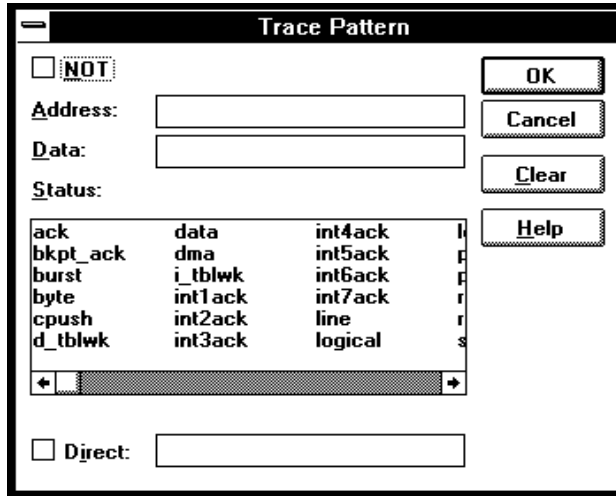 Trace Pattern
NOT
OK
Address:
Cancel
Data:
Clear
Status:
Help
ack data int4ack
bkpt_ack dma int5ack
burst i_tblwk int6ack
byte int1ack int7ack
cpush int2ack line
d_tblwk int3ack logical
Direct: